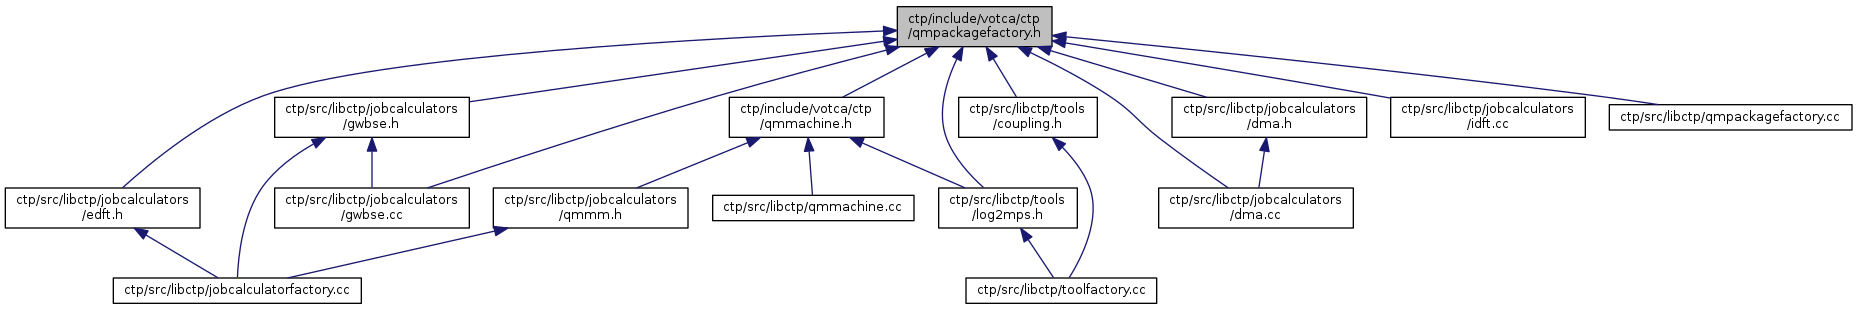 ctp/include/votca/ctp
/qmpackagefactory.h
ctp/src/libctp/jobcalculators
/gwbse.h
ctp/include/votca/ctp
/qmmachine.h
ctp/src/libctp/tools
/coupling.h
ctp/src/libctp/jobcalculators
/dma.h
ctp/src/libctp/jobcalculators
/idft.cc
ctp/src/libctp/qmpackagefactory.cc
ctp/src/libctp/jobcalculators
/edft.h
ctp/src/libctp/jobcalculators
/gwbse.cc
ctp/src/libctp/jobcalculators
/qmmm.h
ctp/src/libctp/qmmachine.cc
ctp/src/libctp/tools
/log2mps.h
ctp/src/libctp/jobcalculators
/dma.cc
ctp/src/libctp/jobcalculatorfactory.cc
ctp/src/libctp/toolfactory.cc